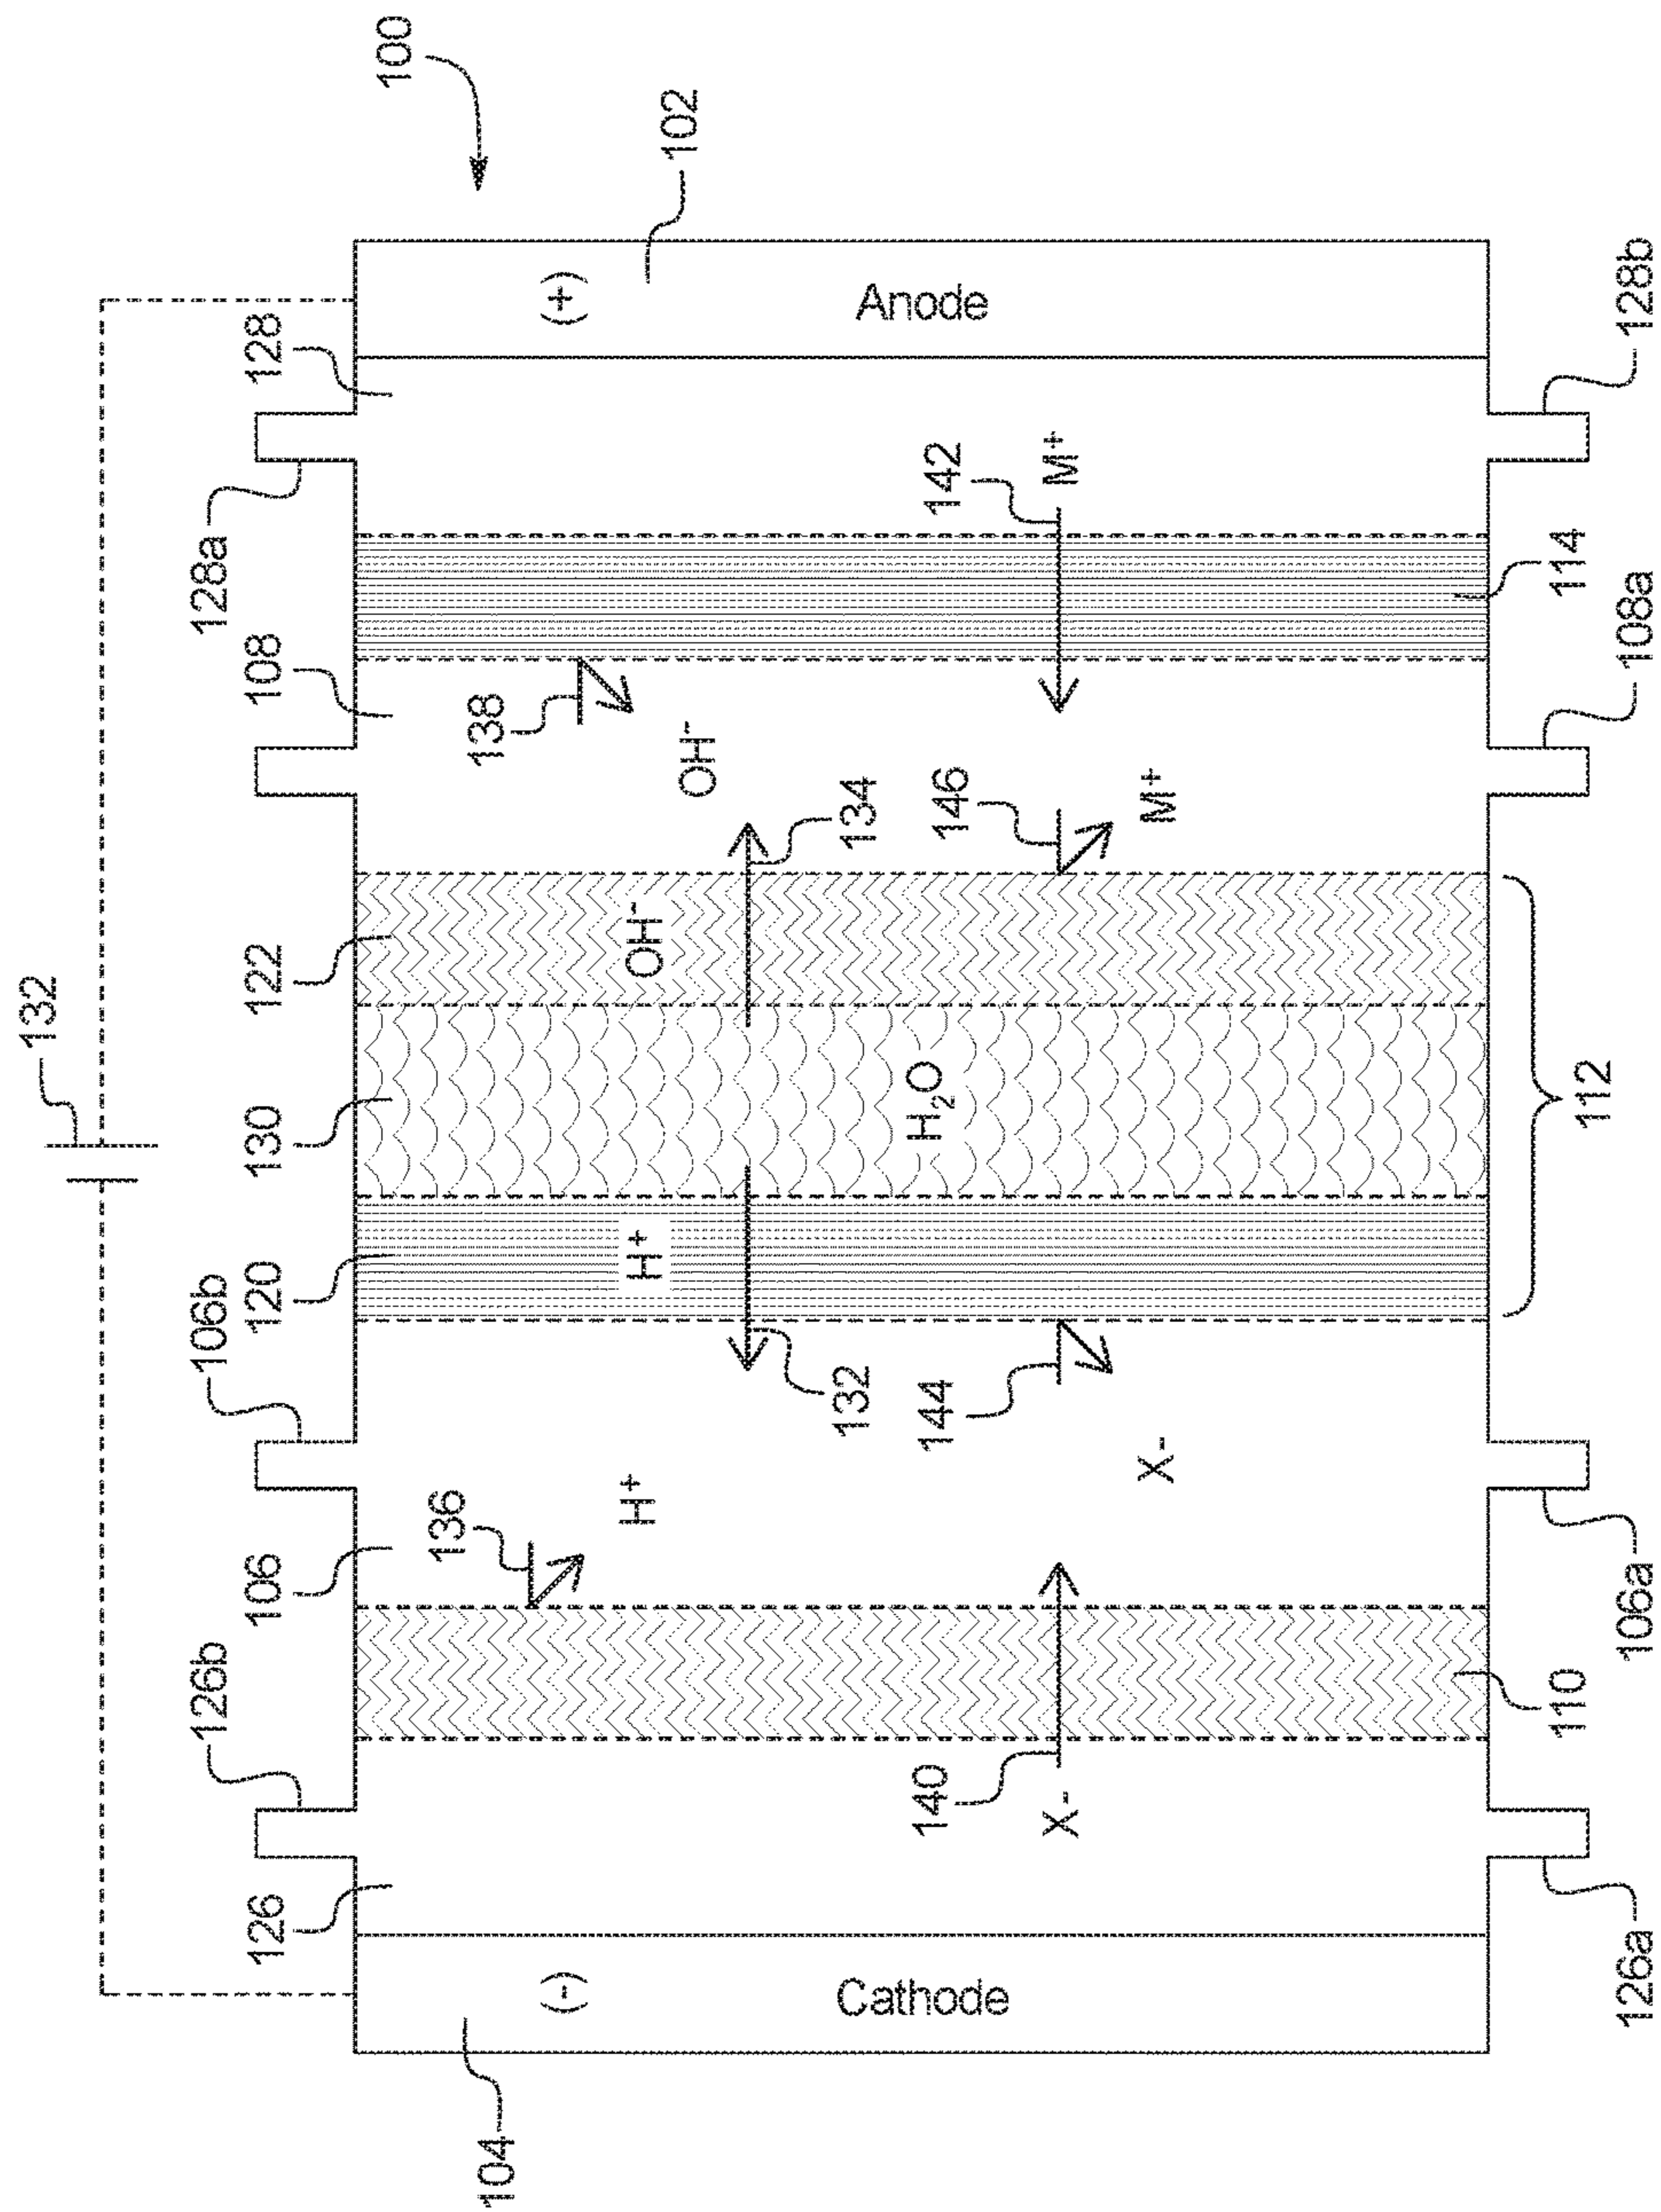 100
132
104
126
126b
106
106b
120
130
122
108
128a
128
102
(-)
Cathode
136
H+
H+
OH-
OH-
138
(+)
Anode
132
134
H2O
140
X-
144
X-
146
M+
142
M+
126a
110
106a
112
108a
114
128b